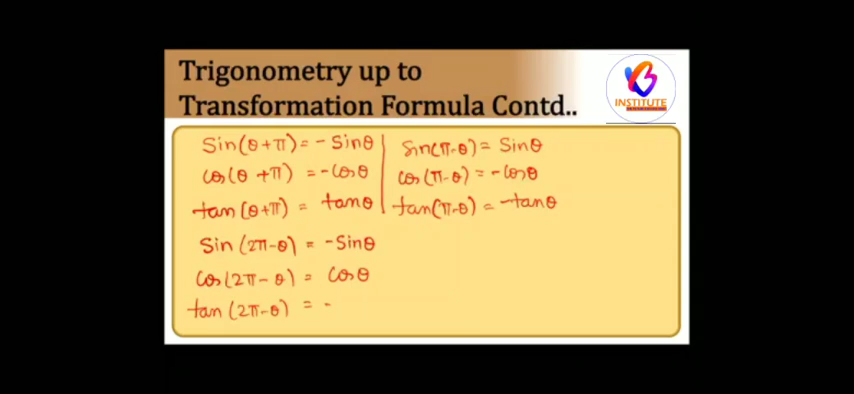 Trigonometry up to
Transformation Formula Contd..
INSTITUTE
Sin(θ+π) = - Sinθ
cos(θ+π) = -cosθ
tan(θ+π) = tanθ
Sin(π-θ) = Sinθ
cos(π-θ) = -cosθ
tan(π-θ) = -tanθ
Sin(2π-θ) = -Sinθ
cos(2π-θ) = cosθ
tan(2π-θ) = -